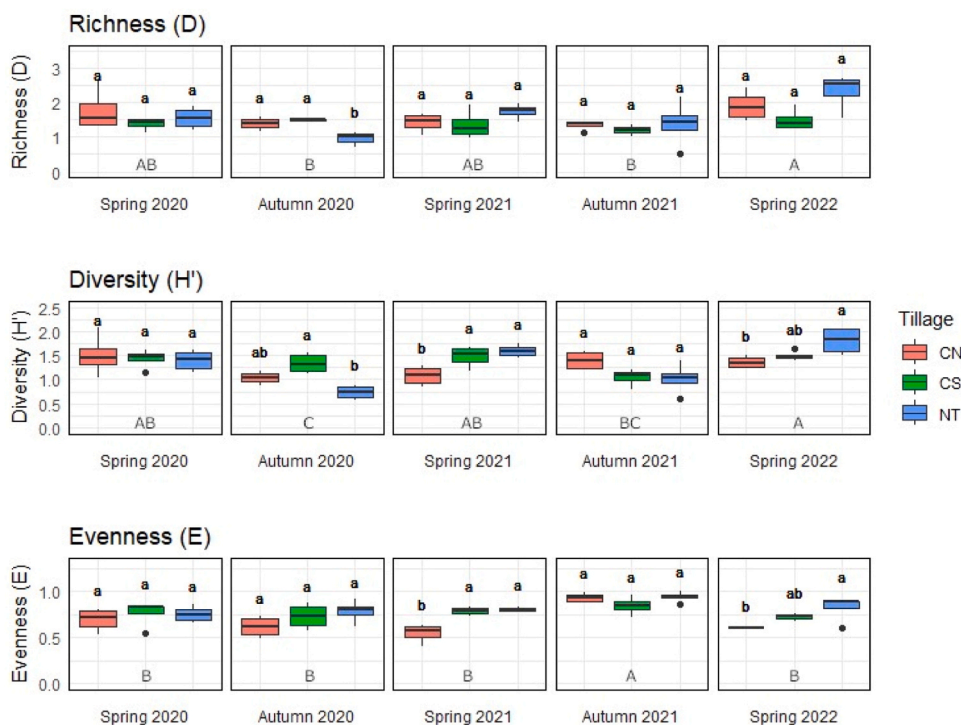 Richness (D)
Richness (D)
3
2
1
0
a a a
AB
a a b
B
a a a
AB
a a a
B
a a a
A
Spring 2020 Autumn 2020 Spring 2021 Autumn 2021 Spring 2022
Diversity (H')
Diversity (H')
2.5
2.0
1.5
1.0
0.5
0.0
a a a
AB
ab a b
C
b a a
AB
a a a
BC
b ab a
A
Spring 2020 Autumn 2020 Spring 2021 Autumn 2021 Spring 2022
Tillage
CN
CS
NT
Evenness (E)
Evenness (E)
1.0
0.5
0.0
a a a
B
a a a
B
b a a
B
a a a
A
b ab a
B
Spring 2020 Autumn 2020 Spring 2021 Autumn 2021 Spring 2022